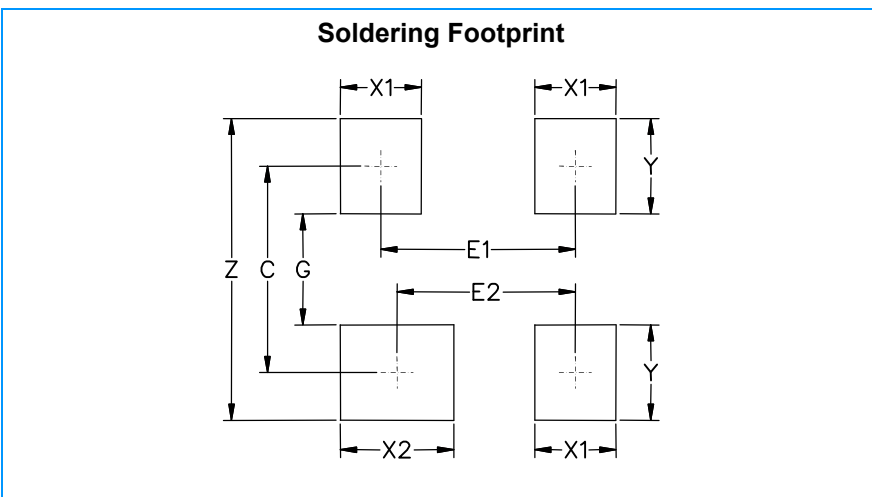 Soldering Footprint
X1 X1
Y
E1
Z C G
E2
Y
X2 X1